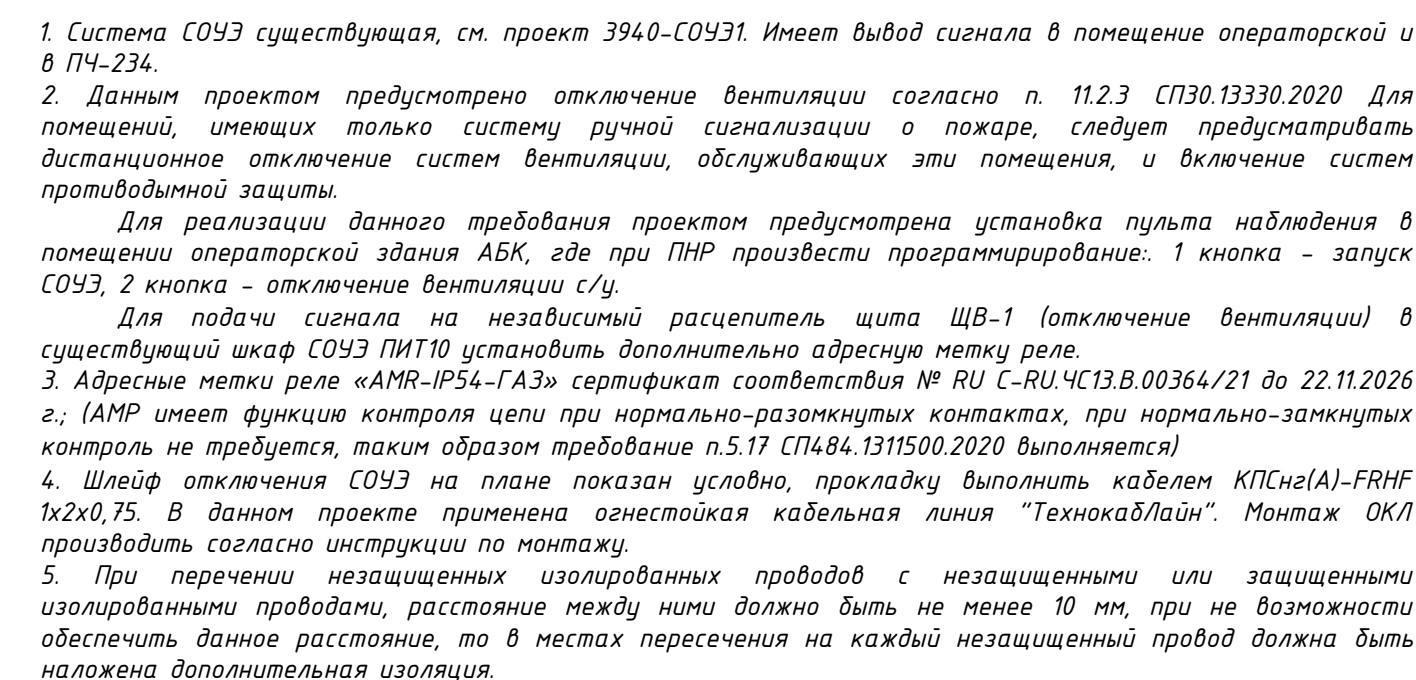 1. Система СОУЭ существующая, см. проект 3940-СОУЭ1. Имеет вывод сигнала в помещение операторской и
в ПЧ-234.
2. Данным проектом предусмотрено отключение вентиляции согласно п. 11.2.3 СП30.13330.2020 Для
помещений, имеющих только систему ручной сигнализации о пожаре, следует предусматривать
дистанционное отключение систем вентиляции, обслуживающих эти помещения, и включение систем
противодымной защиты.
Для реализации данного требования проектом предусмотрена установка пульта наблюдения в
помещении операторской здания АБК, где при ПНР произвести программирирование:. 1 кнопка - запуск
СОУЭ, 2 кнопка - отключение вентиляции с/у.
Для подачи сигнала на независимый расцепитель щита ЩВ-1 (отключение вентиляции) в
существующий шкаф СОУЭ ПИТ10 установить дополнительно адресную метку реле.
3. Адресные метки реле «AMR-IP54-ГАЗ» сертификат соответствия № RU C-RU.ЧС13.В.00364/21 до 22.11.2026
г.; (АМР имеет функцию контроля цепи при нормально-разомкнутых контактах, при нормально-замкнутых
контроль не требуется, таким образом требование п.5.17 СП484.1311500.2020 выполняется)
4. Шлейф отключения СОУЭ на плане показан условно, прокладку выполнить кабелем КПСнг(А)-FRHF
1x2x0,75. В данном проекте применена огнестойкая кабельная линия "ТехнокабЛайн". Монтаж ОКЛ
производить согласно инструкции по монтажу.
5. При перечении незащищенных изолированных проводов с незащищенными или защищенными
изолированными проводами, расстояние между ними должно быть не менее 10 мм, при не возможности
обеспечить данное расстояние, то в местах пересечения на каждый незащищенный провод должна быть
наложена дополнительная изоляция.